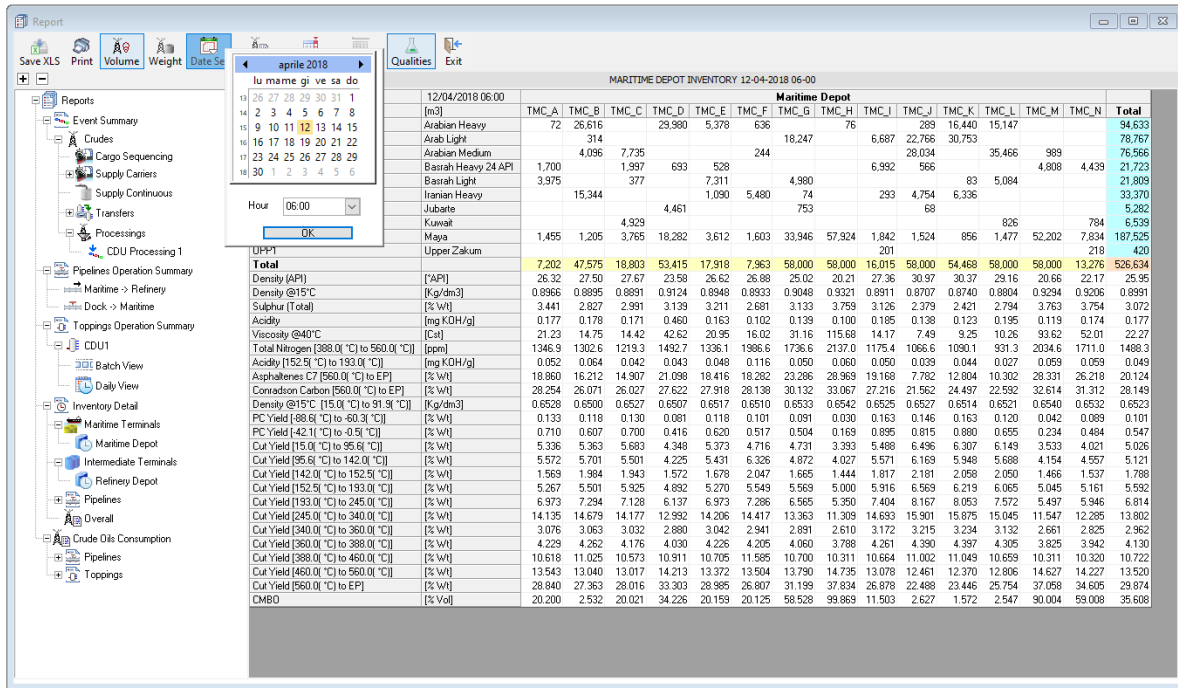 Report
Save XLS Print Volume Weight Date Se Qualities Exit
MARITIME DEPOT INVENTORY 12-04-2018 06-00
aprile 2018
lu ma me gi ve sa do
13 26 27 28 29 30 31 1
14 2 3 4 5 6 7 8
15 9 10 11 12 13 14 15
16 16 17 18 19 20 21 22
17 23 24 25 26 27 28 29
18 30 1 2 3 4 5 6
Hour 06:00
OK
Reports
Event Summary
Crudes
Cargo Sequencing
Supply Carriers
Supply Continuous
Transfers
Processings
CDU Processing 1
Pipelines Operation Summary
Maritime -> Refinery
Dock -> Maritime
Toppings Operation Summary
CDU1
Batch View
Daily View
Inventory Detail
Maritime Terminals
Maritime Depot
Intermediate Terminals
Refinery Depot
Pipelines
Overall
Crude Oils Consumption
Pipelines
Toppings
12/04/2018 06:00 Maritime Depot
[m3] TMC_A TMC_B TMC_C TMC_D TMC_E TMC_F TMC_G TMC_H TMC_I TMC_J TMC_K TMC_L TMC_M TMC_N Total
Arabian Heavy 72 26,616 29,980 5,378 636 76 289 16,440 15,147 94,633
Arab Light 314 18,247 6,687 22,766 30,753 78,767
Arabian Medium 4,096 7,735 244 28,034 35,466 989 76,566
Basrah Heavy 24 API 1,700 1,997 693 528 6,992 566 4,808 4,439 21,723
Basrah Light 3,975 377 7,311 4,980 83 5,084 21,809
Iranian Heavy 15,344 1,090 5,480 74 293 4,754 6,336 33,370
Jubarte 4,461 753 68 5,282
Kuwait 4,929 826 784 6,539
Maya 1,455 1,205 3,765 18,282 3,612 1,603 33,946 57,924 1,842 1,524 856 1,477 52,202 7,834 187,525
UPP1 Upper Zakum 201 218 420
Total 7,202 47,575 18,803 53,415 17,918 7,963 58,000 58,000 16,015 58,000 54,468 58,000 58,000 13,276 526,634
Density (API) [°API] 26.32 27.50 27.67 23.58 26.62 26.88 25.02 20.21 27.36 30.97 30.37 29.16 20.66 22.17 25.95
Density @15°C [Kg/dm3] 0.8966 0.8895 0.8891 0.9124 0.8948 0.8933 0.9048 0.9321 0.8911 0.8707 0.8740 0.8804 0.9294 0.9206 0.8991
Sulphur (Total) [% Wt] 3.441 2.827 2.991 3.139 3.211 2.681 3.133 3.759 3.126 2.379 2.421 2.794 3.763 3.754 3.072
Acidity [mg KOH/g] 0.177 0.178 0.171 0.460 0.163 0.102 0.139 0.100 0.185 0.138 0.123 0.195 0.119 0.174 0.177
Viscosity @40°C [Cst] 21.23 14.75 14.42 42.62 20.95 16.02 31.16 115.68 14.17 7.49 9.25 10.26 93.62 52.01 22.27
Total Nitrogen [388.0( °C) to 560.0( °C)] [ppm] 1346.9 1302.6 1219.3 1492.7 1336.1 1986.6 1736.6 2137.0 1175.4 1066.6 1090.1 931.3 2034.6 1711.0 1488.3
Acidity [152.5( °C) to 193.0( °C)] [mg KOH/g] 0.052 0.064 0.042 0.043 0.048 0.116 0.050 0.060 0.050 0.039 0.044 0.027 0.059 0.059 0.049
Asphaltenes C7 [560.0( °C) to EP] [% Wt] 18.860 16.212 14.907 21.098 18.416 18.282 23.286 28.969 19.168 7.782 12.804 10.302 28.331 26.218 20.124
Conradson Carbon [560.0( °C) to EP] [% Wt] 28.254 26.071 26.027 27.622 27.918 28.138 30.132 33.067 27.216 21.562 24.497 22.592 32.614 31.312 28.149
Density @15°C [15.0( °C) to 91.9( °C)] [Kg/dm3] 0.6528 0.6500 0.6527 0.6507 0.6517 0.6510 0.6533 0.6542 0.6525 0.6527 0.6514 0.6521 0.6540 0.6532 0.6523
PC Yield [-88.6( °C) to -60.3( °C)] [% Wt] 0.133 0.118 0.130 0.081 0.118 0.101 0.091 0.030 0.163 0.146 0.163 0.120 0.042 0.089 0.101
PC Yield [-42.1( °C) to -0.5( °C)] [% Wt] 0.710 0.607 0.700 0.416 0.620 0.517 0.504 0.169 0.895 0.815 0.880 0.655 0.234 0.484 0.547
Cut Yield [15.0( °C) to 95.6( °C)] [% Wt] 5.336 5.363 5.683 4.348 5.373 4.716 4.731 3.393 5.488 6.496 6.307 6.149 3.533 4.021 5.026
Cut Yield [95.6( °C) to 142.0( °C)] [% Wt] 5.572 5.701 5.501 4.225 5.431 6.326 4.872 4.027 5.571 6.169 5.948 5.688 4.154 4.557 5.121
Cut Yield [142.0( °C) to 152.5( °C)] [% Wt] 1.569 1.984 1.943 1.572 1.678 2.047 1.665 1.444 1.817 2.181 2.058 2.050 1.466 1.537 1.788
Cut Yield [152.5( °C) to 193.0( °C)] [% Wt] 5.267 5.501 5.925 4.892 5.270 5.549 5.569 5.000 5.916 6.569 6.219 6.065 5.045 5.161 5.592
Cut Yield [193.0( °C) to 245.0( °C)] [% Wt] 6.973 7.294 7.128 6.137 6.973 7.286 6.565 5.350 7.404 8.167 8.053 7.572 5.497 5.946 6.814
Cut Yield [245.0( °C) to 340.0( °C)] [% Wt] 14.135 14.679 14.177 12.992 14.206 14.417 13.363 11.309 14.693 15.901 15.875 15.045 11.547 12.285 13.802
Cut Yield [340.0( °C) to 360.0( °C)] [% Wt] 3.076 3.063 3.032 2.880 3.042 2.941 2.891 2.610 3.172 3.215 3.234 3.132 2.661 2.825 2.962
Cut Yield [360.0( °C) to 388.0( °C)] [% Wt] 4.229 4.262 4.176 4.030 4.226 4.205 4.060 3.788 4.261 4.390 4.397 4.305 3.825 3.942 4.130
Cut Yield [388.0( °C) to 460.0( °C)] [% Wt] 10.618 11.025 10.573 10.911 10.705 11.585 10.700 10.311 10.664 11.002 11.049 10.659 10.311 10.320 10.722
Cut Yield [460.0( °C) to 560.0( °C)] [% Wt] 13.543 13.040 13.017 14.213 13.372 13.504 13.790 14.735 13.078 12.461 12.370 12.806 14.627 14.227 13.520
Cut Yield [560.0( °C) to EP] [% Wt] 28.840 27.363 28.016 33.303 28.985 26.807 31.199 37.834 26.878 22.488 23.446 25.754 37.058 34.605 29.874
CMBO [% Vol] 20.200 2.532 20.021 34.226 20.159 20.125 58.528 99.869 11.503 2.627 1.572 2.547 90.004 59.008 35.608